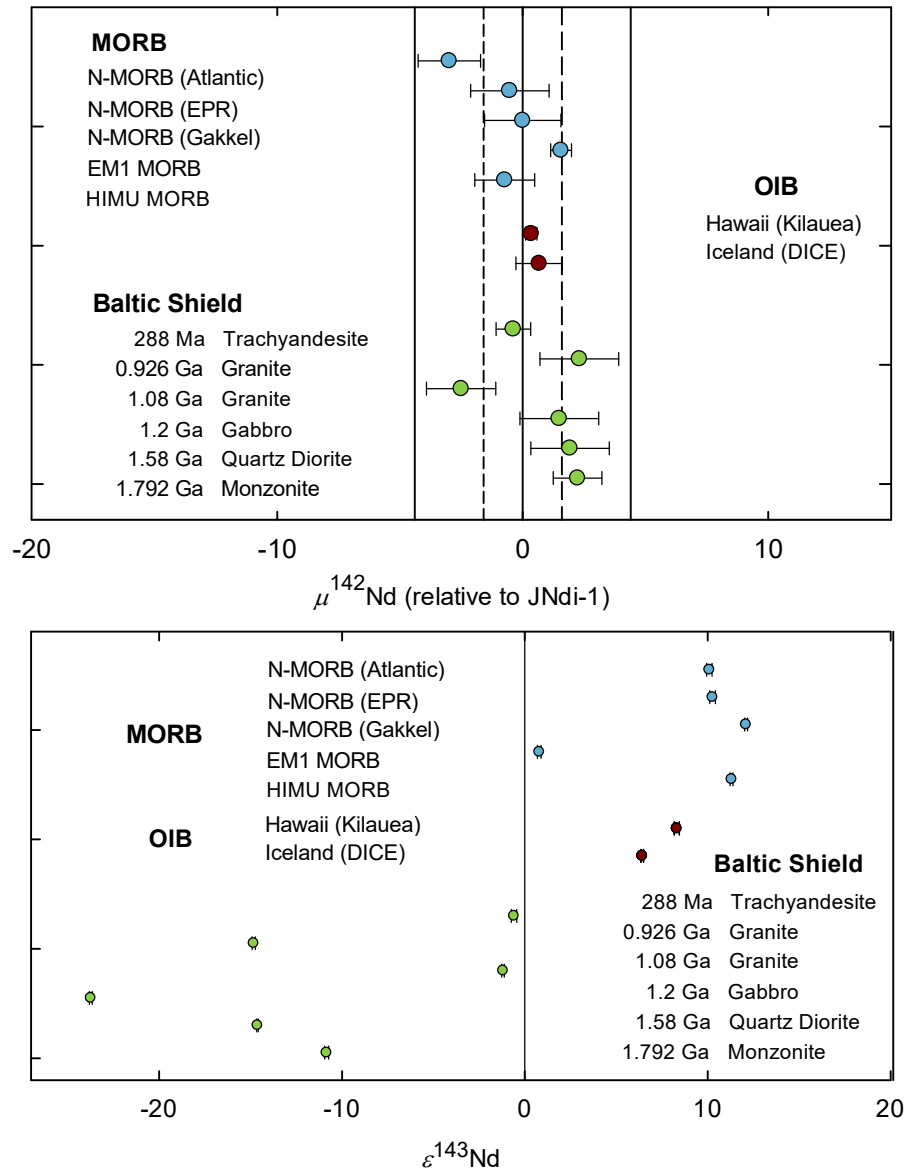 MORB
N-MORB (Atlantic)
N-MORB (EPR)
N-MORB (Gakkel)
EM1 MORB
HIMU MORB
OIB
Hawaii (Kilauea)
Iceland (DICE)
Baltic Shield
288 Ma Trachyandesite
0.926 Ga Granite
1.08 Ga Granite
1.2 Ga Gabbro
1.58 Ga Quartz Diorite
1.792 Ga Monzonite
-20 -10 0 10
μ142Nd (relative to JNdi-1)
N-MORB (Atlantic)
N-MORB (EPR)
MORB N-MORB (Gakkel)
EM1 MORB
HIMU MORB
OIB Hawaii (Kilauea)
Iceland (DICE)
Baltic Shield
288 Ma Trachyandesite
0.926 Ga Granite
1.08 Ga Granite
1.2 Ga Gabbro
1.58 Ga Quartz Diorite
1.792 Ga Monzonite
-20 -10 0 10 20
ε143Nd